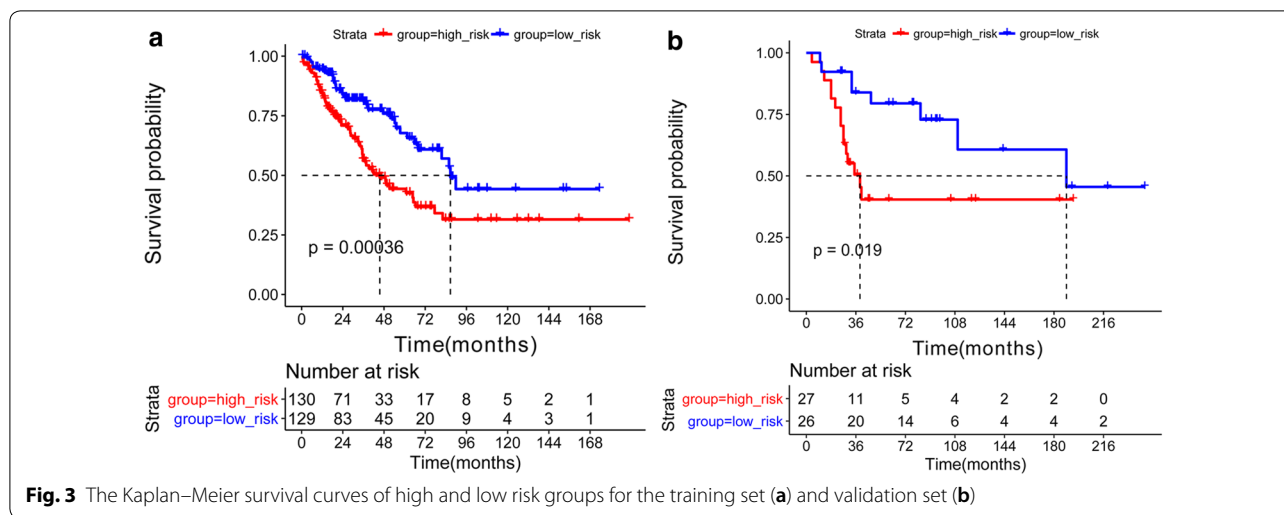 a
Strata group=high_risk group=low_risk
Survival probability
1.00
0.75
0.50
0.25
0.00
p = 0.00036
0 24 48 72 96 120 144 168
Time(months)
Number at risk
Strata
group=high_risk 130 71 33 17 8 5 2 1
group=low_risk 129 83 45 20 9 4 3 1
0 24 48 72 96 120 144 168
Time(months)
b
Strata group=high_risk group=low_risk
Survival probability
1.00
0.75
0.50
0.25
0.00
p = 0.019
0 36 72 108 144 180 216
Time(months)
Number at risk
Strata
group=high_risk 27 11 5 4 2 2 0
group=low_risk 26 20 14 6 4 4 2
0 36 72 108 144 180 216
Time(months)
Fig. 3 The Kaplan–Meier survival curves of high and low risk groups for the training set (a) and validation set (b)